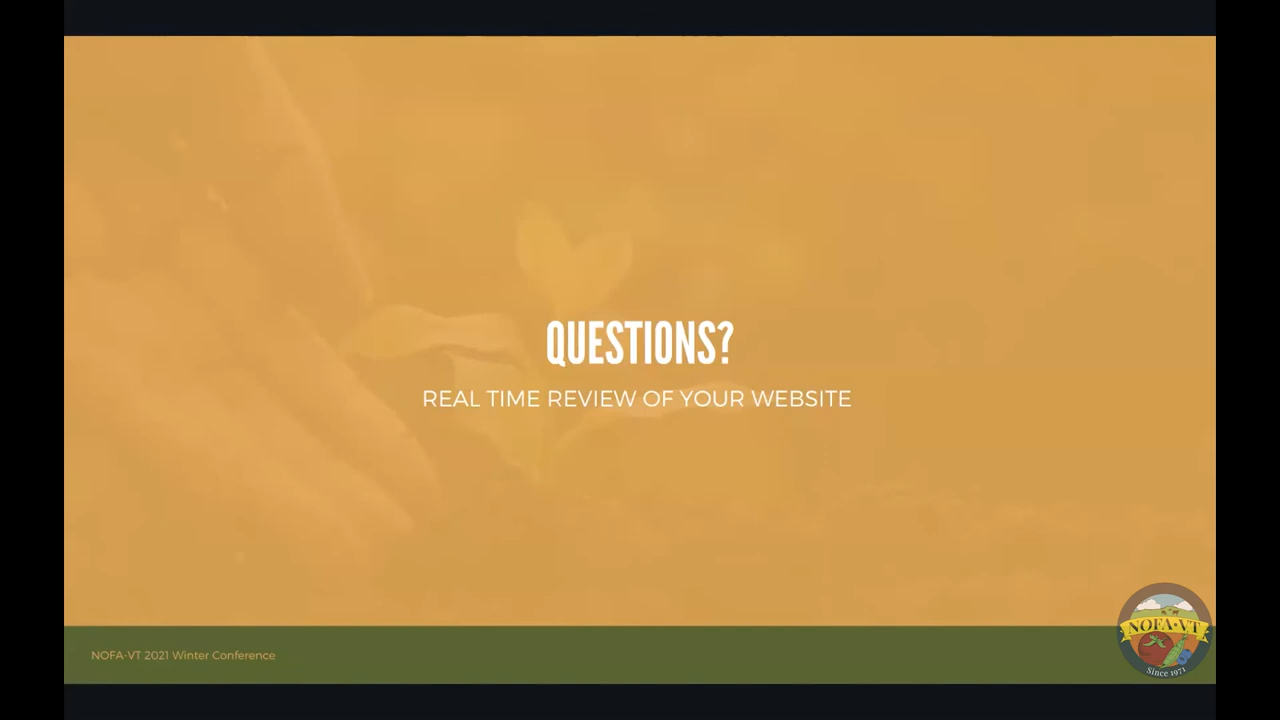 QUESTIONS?
REAL TIME REVIEW OF YOUR WEBSITE
NOFA-VT 2021 Winter Conference
NOFA·VT
Since 1971